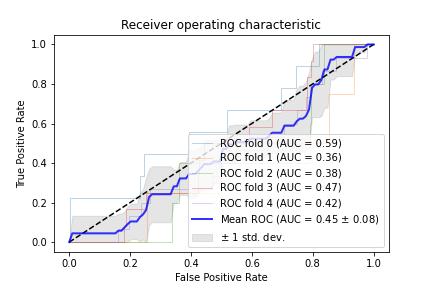 Receiver operating characteristic
True Positive Rate
1.0
0.8
0.6
0.4
0.2
0.0
ROC fold 0 (AUC = 0.59)
ROC fold 1 (AUC = 0.36)
ROC fold 2 (AUC = 0.38)
ROC fold 3 (AUC = 0.47)
ROC fold 4 (AUC = 0.42)
Mean ROC (AUC = 0.45 ± 0.08)
± 1 std. dev.
0.0 0.2 0.4 0.6 0.8 1.0
False Positive Rate